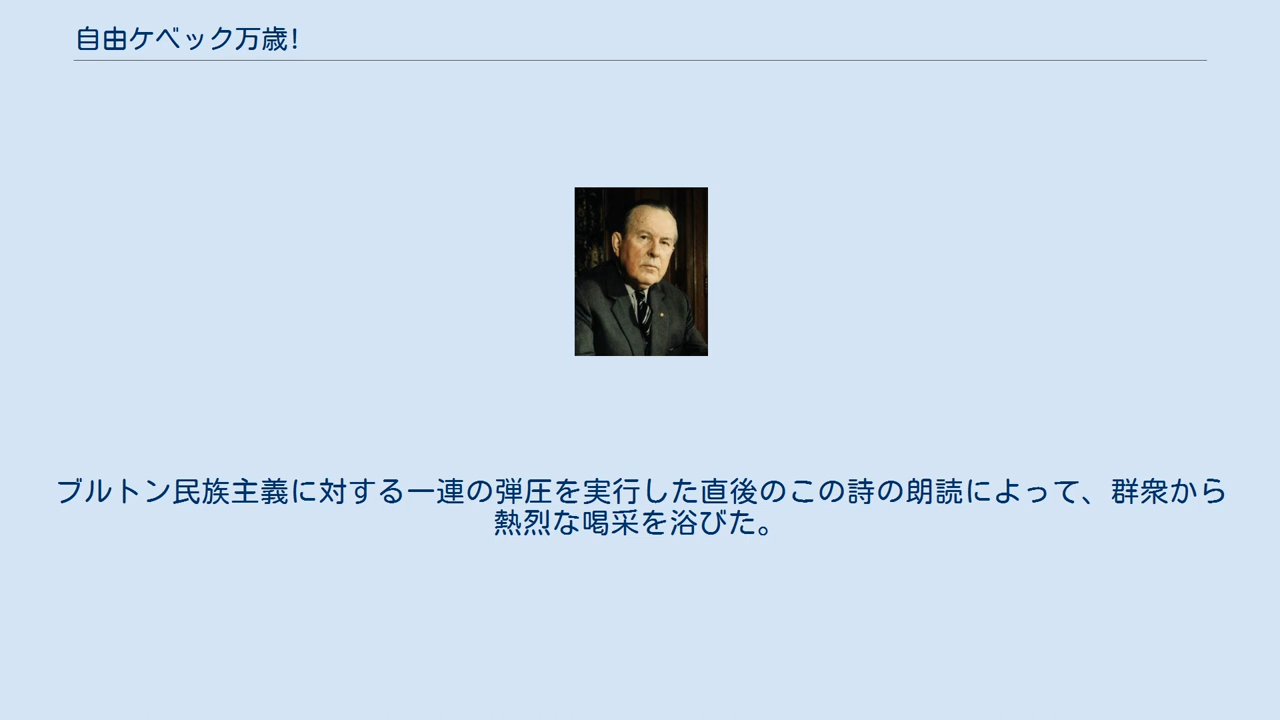 自由ケベック万歳!
ブルトン民族主義に対する一連の弾圧を実行した直後のこの詩の朗読によって、群衆から
熱烈な喝采を浴びた。